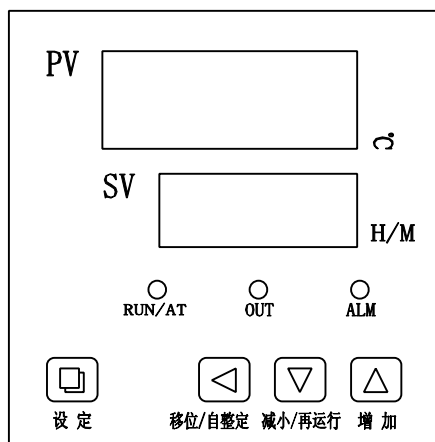 PV
℃
SV
H/M
RUN/AT OUT ALM
设定 移位/自整定 减小/再运行 增加